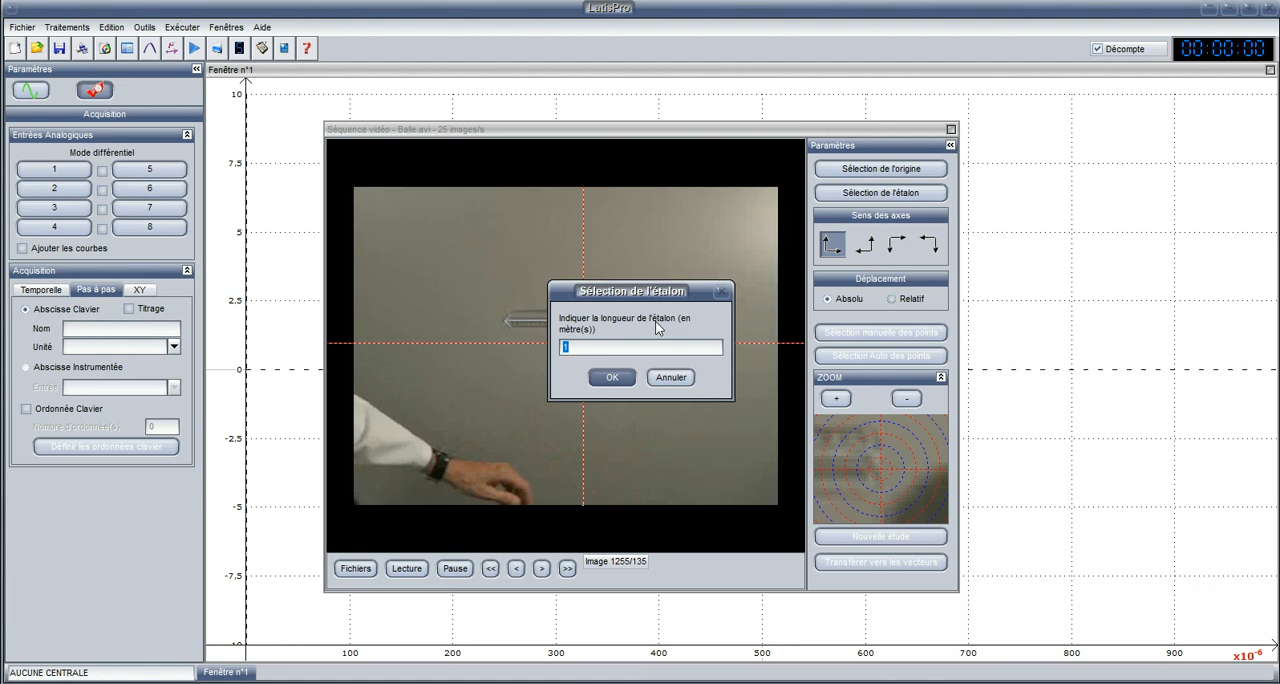 LatisPro
Fichier Traitements Edition Outils Exécuter Fenêtres Aide
Décompte 00:00:00
Paramètres
Fenêtre n°1
Acquisition
Entrées Analogiques
Mode différentiel
1 5
2 6
3 7
4 8
Ajouter les courbes
Acquisition
Temporelle Pas à pas XY
Abscisse Clavier Titrage
Nom
Unité
Abscisse Instrumentée
Entrée
Ordonnée Clavier
Nombre d'ordonnée(s) 0
Définir les ordonnées clavier
10
7.5
5
2.5
0
-2.5
-5
-7.5
-10
100 200 300 400 500 600 700 800 900
x10-6
Séquence vidéo - Balle.avi - 25 images/s
Sélection de l'étalon
Indiquer la longueur de l'étalon (en
mètre(s))
1
OK Annuler
Fichiers Lecture Pause << < > >> Image 1255/135
Paramètres
Sélection de l'origine
Sélection de l'étalon
Sens des axes
Déplacement
Absolu Relatif
Sélection manuelle des points
Sélection Auto des points
ZOOM
+ -
Nouvelle étude
Transférer vers les vecteurs
AUCUNE CENTRALE
Fenêtre n°1